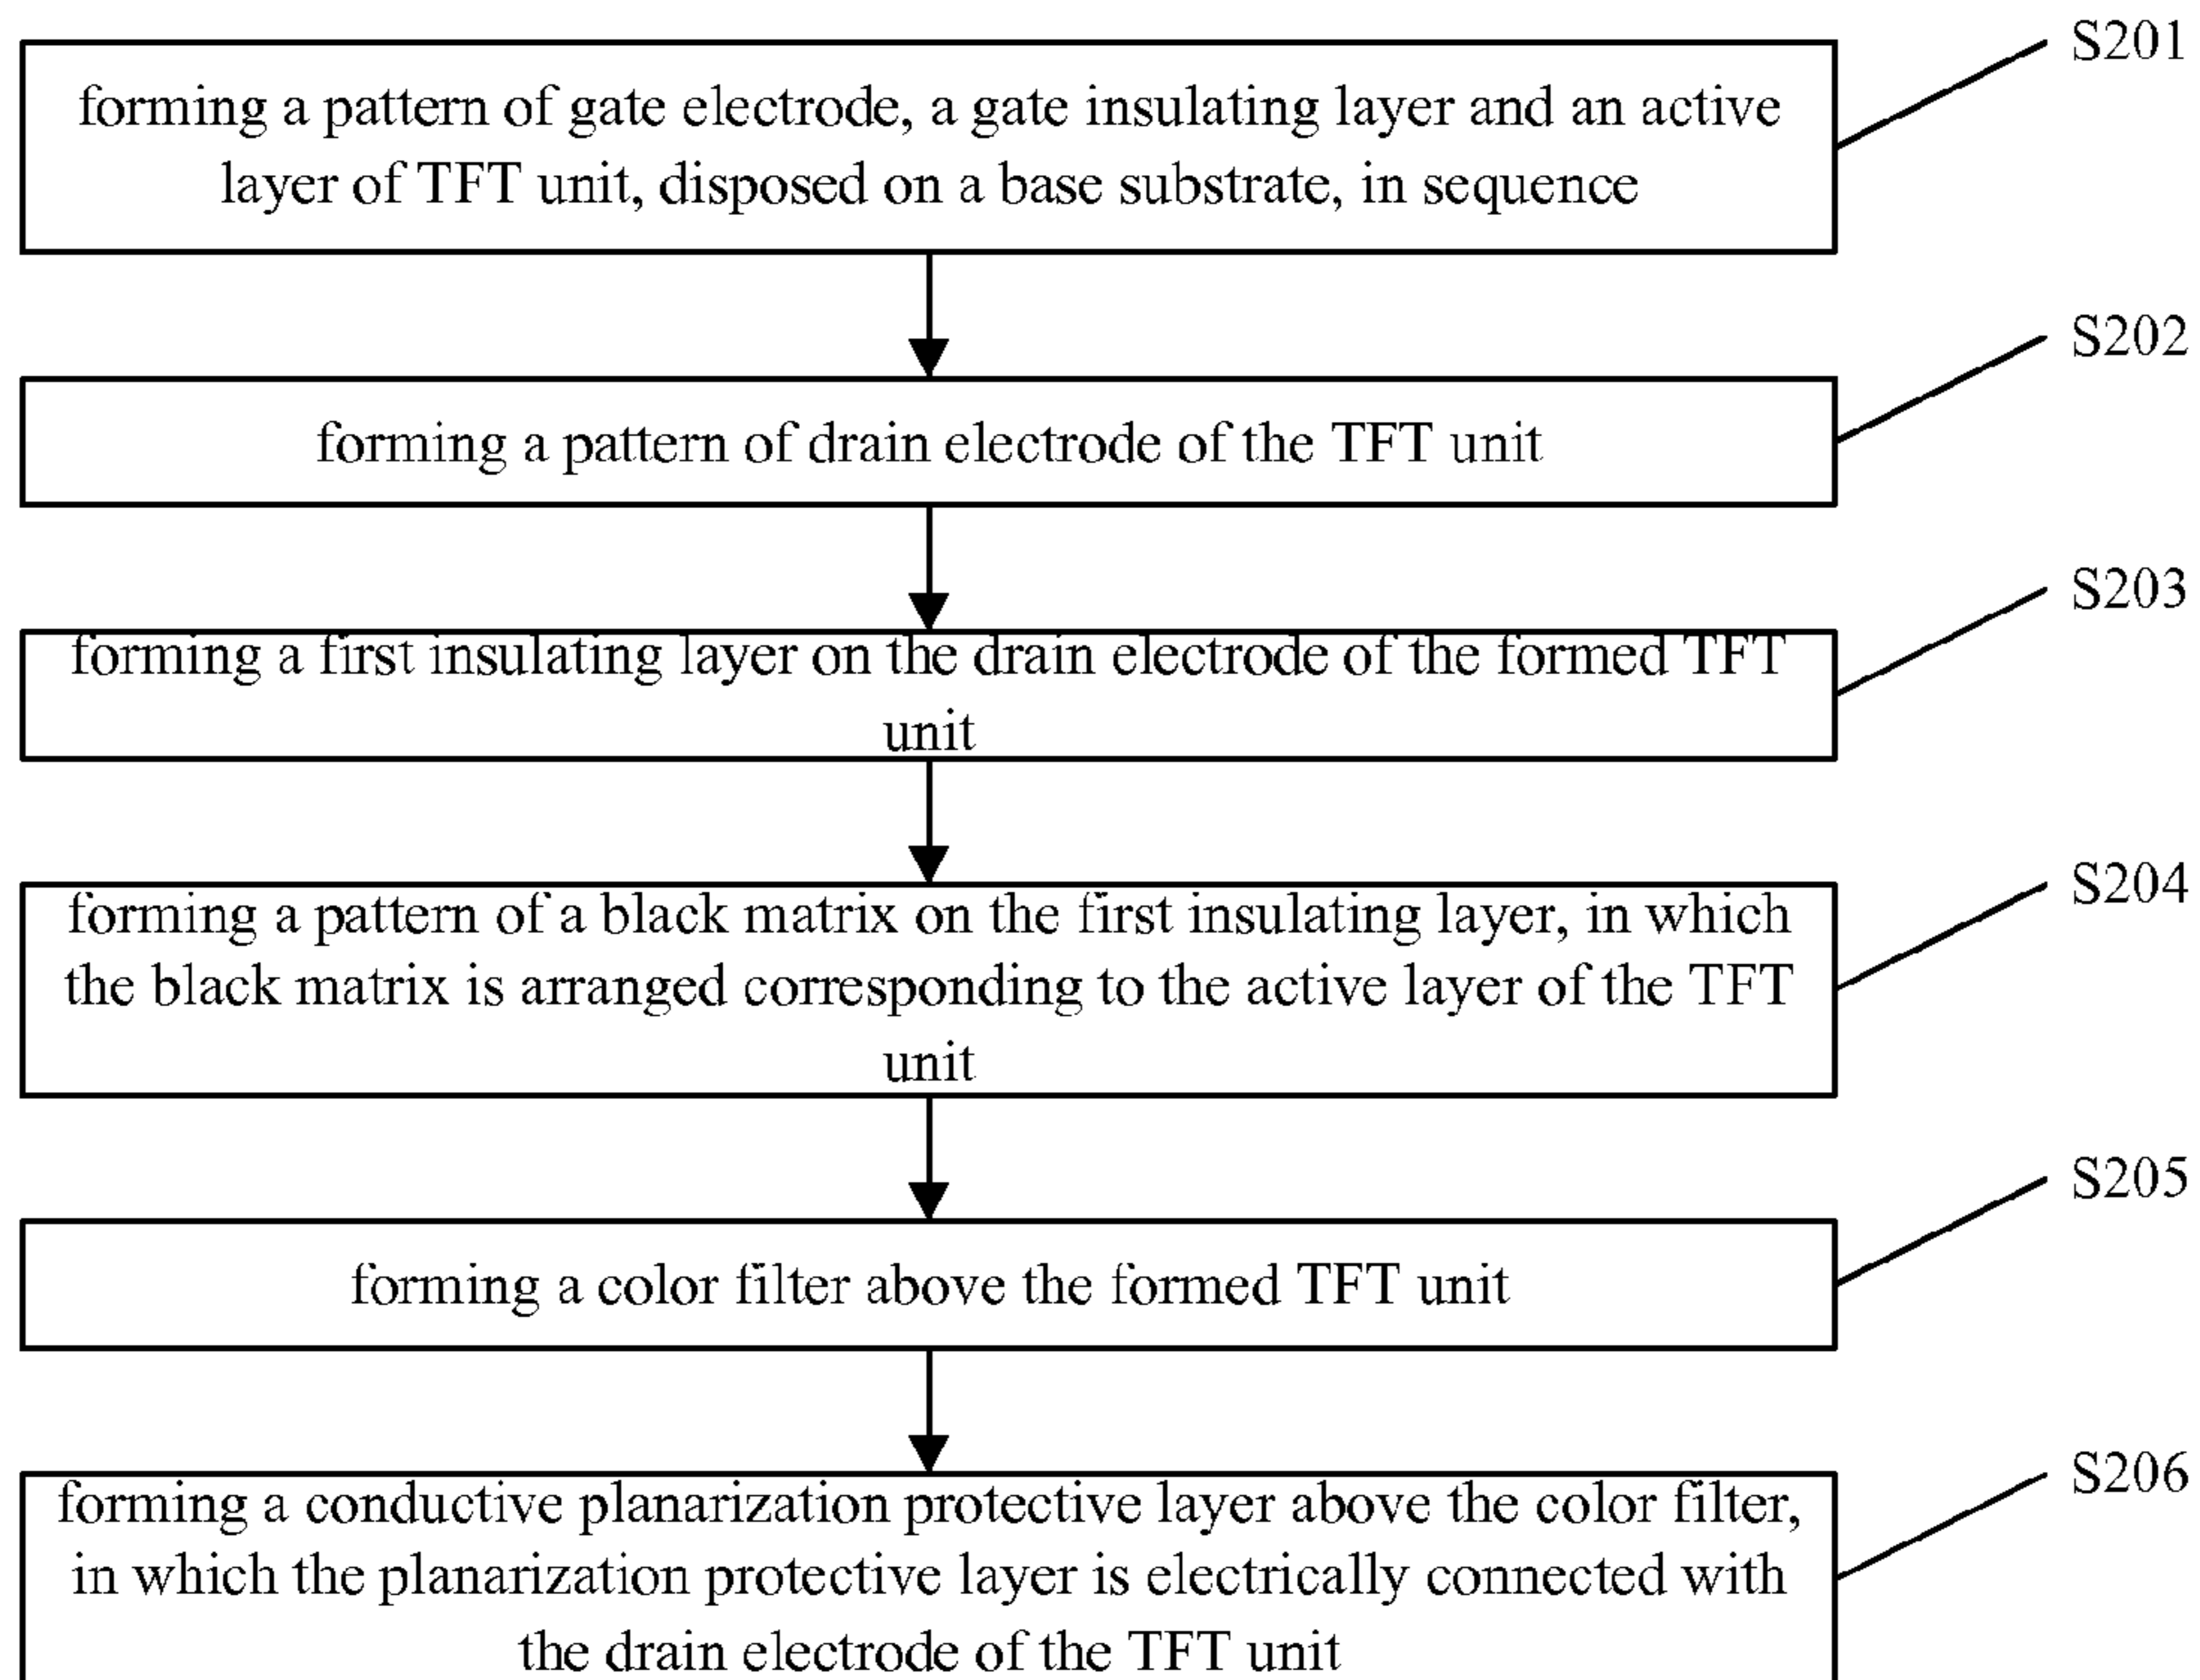 S201
forming a pattern of gate electrode, a gate insulating layer and an active
layer of TFT unit, disposed on a base substrate, in sequence
S202
forming a pattern of drain electrode of the TFT unit
S203
forming a first insulating layer on the drain electrode of the formed TFT
unit
S204
forming a pattern of a black matrix on the first insulating layer, in which
the black matrix is arranged corresponding to the active layer of the TFT
unit
S205
forming a color filter above the formed TFT unit
S206
forming a conductive planarization protective layer above the color filter,
in which the planarization protective layer is electrically connected with
the drain electrode of the TFT unit